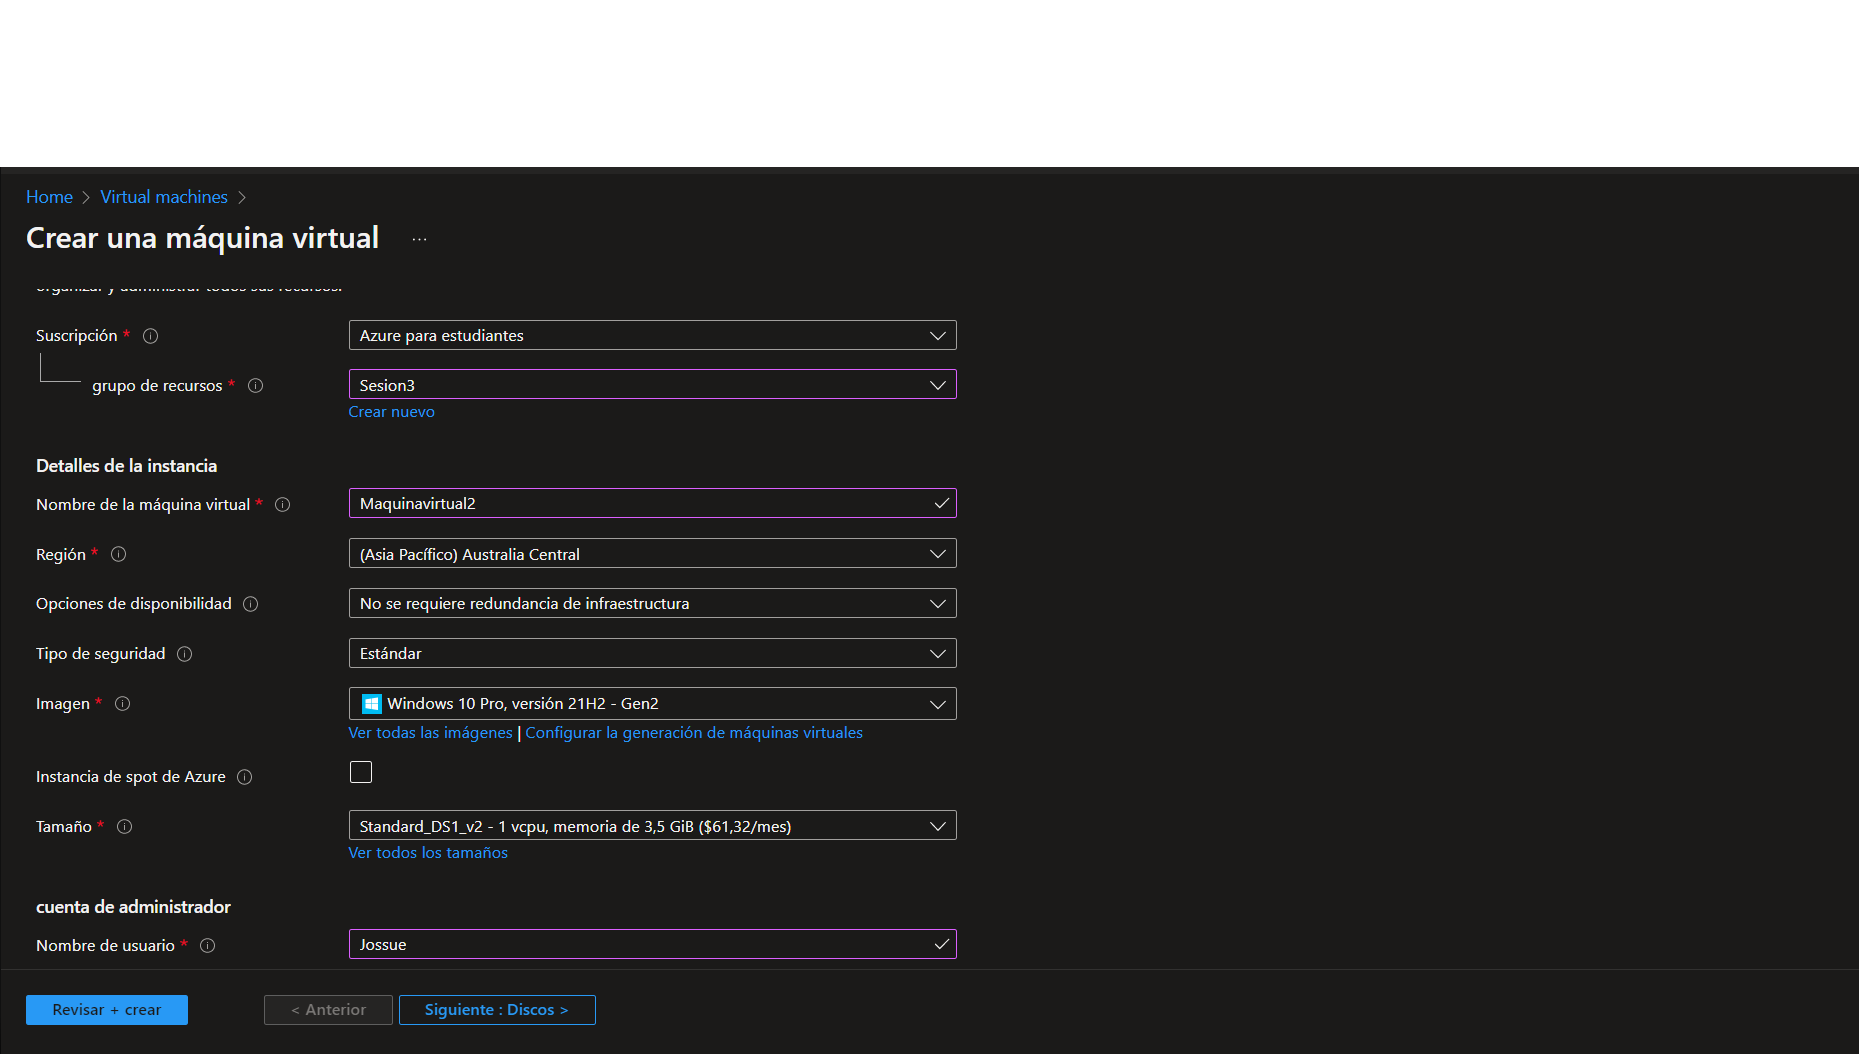 Home > Virtual machines >
Crear una máquina virtual ...
organizar y administrar todos sus recursos.
Suscripción * Azure para estudiantes
grupo de recursos * Sesion3
Crear nuevo
Detalles de la instancia
Nombre de la máquina virtual * Maquinavirtual2
Región * (Asia Pacífico) Australia Central
Opciones de disponibilidad No se requiere redundancia de infraestructura
Tipo de seguridad Estándar
Imagen * Windows 10 Pro, versión 21H2 - Gen2
Ver todas las imágenes | Configurar la generación de máquinas virtuales
Instancia de spot de Azure
Tamaño * Standard_DS1_v2 - 1 vcpu, memoria de 3,5 GiB ($61,32/mes)
Ver todos los tamaños
cuenta de administrador
Nombre de usuario * Jossue
Revisar + crear < Anterior Siguiente : Discos >